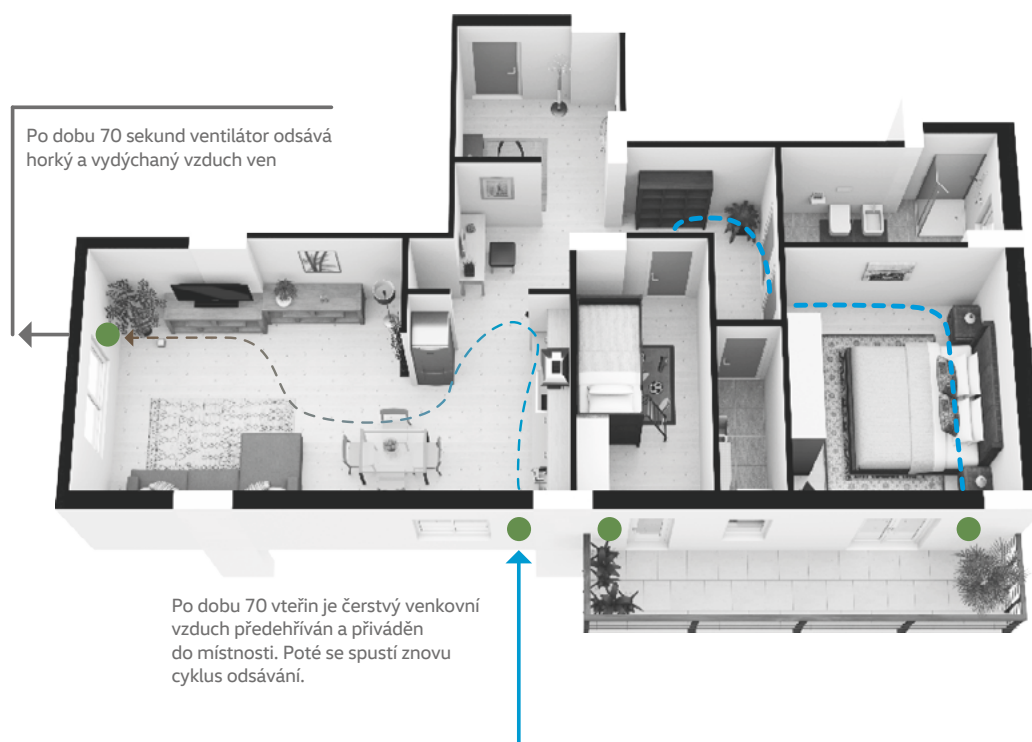 Po dobu 70 sekund ventilátor odsává
horký a vydýchaný vzduch ven
Po dobu 70 vteřin je čerstvý venkovní
vzduch předehříván a přiváděn
do místnosti. Poté se spustí znovu
cyklus odsávání.